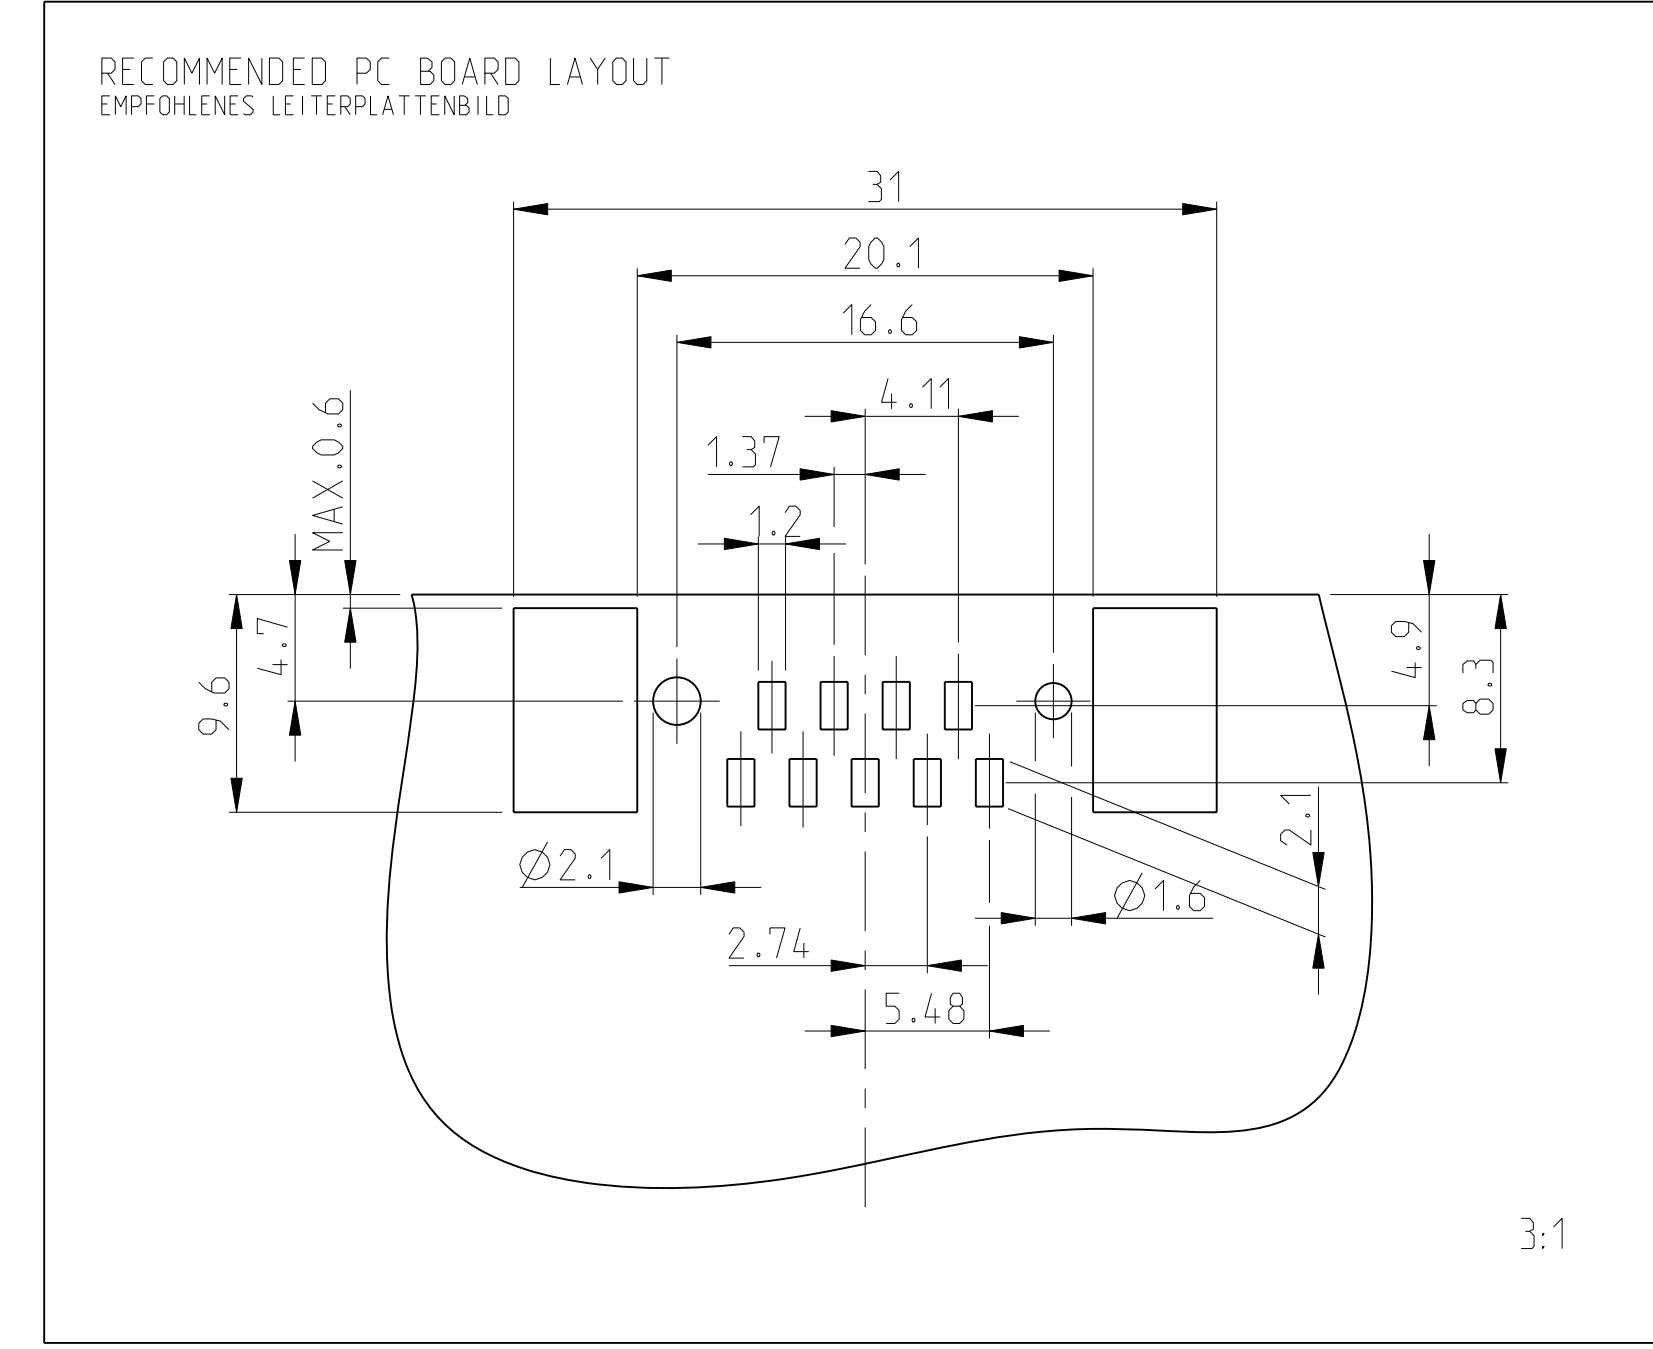 RECOMMENDED PC BOARD LAYOUT
EMPFOHLENES LEITERPLATTENBILD
31
20.1
16.6
4.11
1.37
1.2
MAX.0.6
4.7
9.6
4.9
8.3
2.1
Ø2.1
Ø1.6
2.74
5.48
3:1